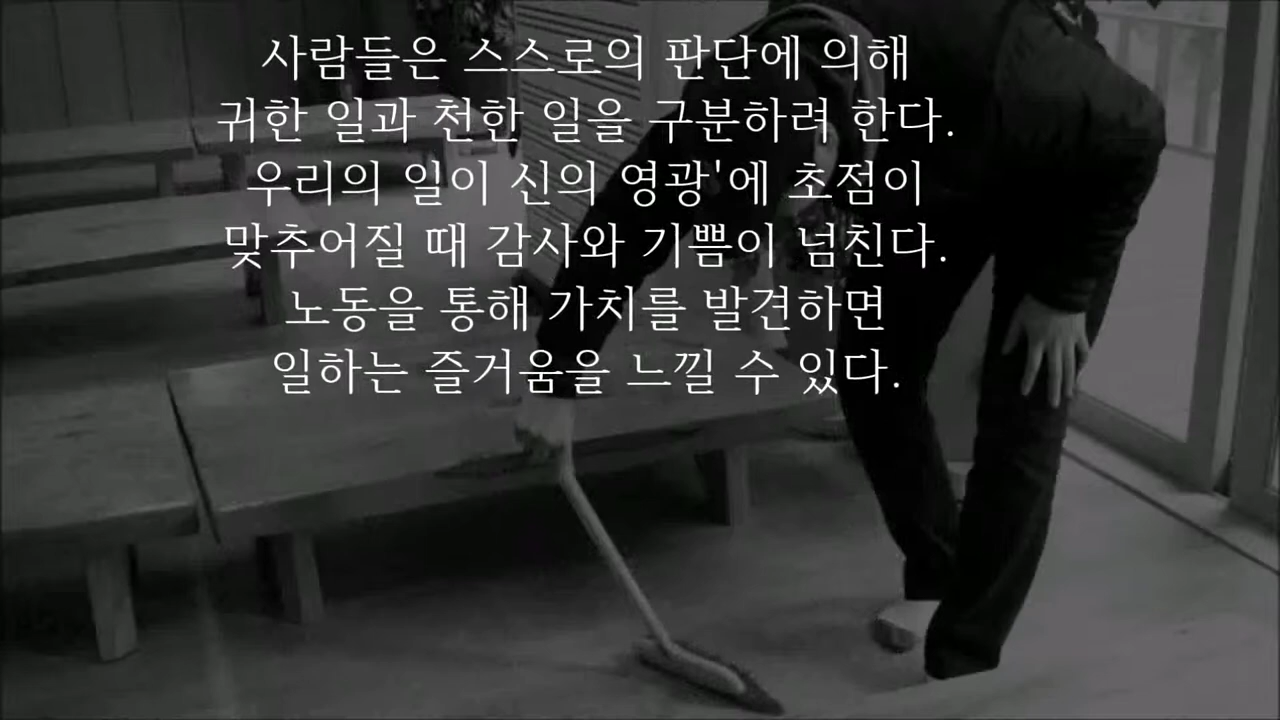 사람들은 스스로의 판단에 의해
귀한 일과 천한 일을 구분하려 한다.
우리의 일이 신의 영광'에 초점이
맞추어질 때 감사와 기쁨이 넘친다.
노동을 통해 가치를 발견하면
일하는 즐거움을 느낄 수 있다.